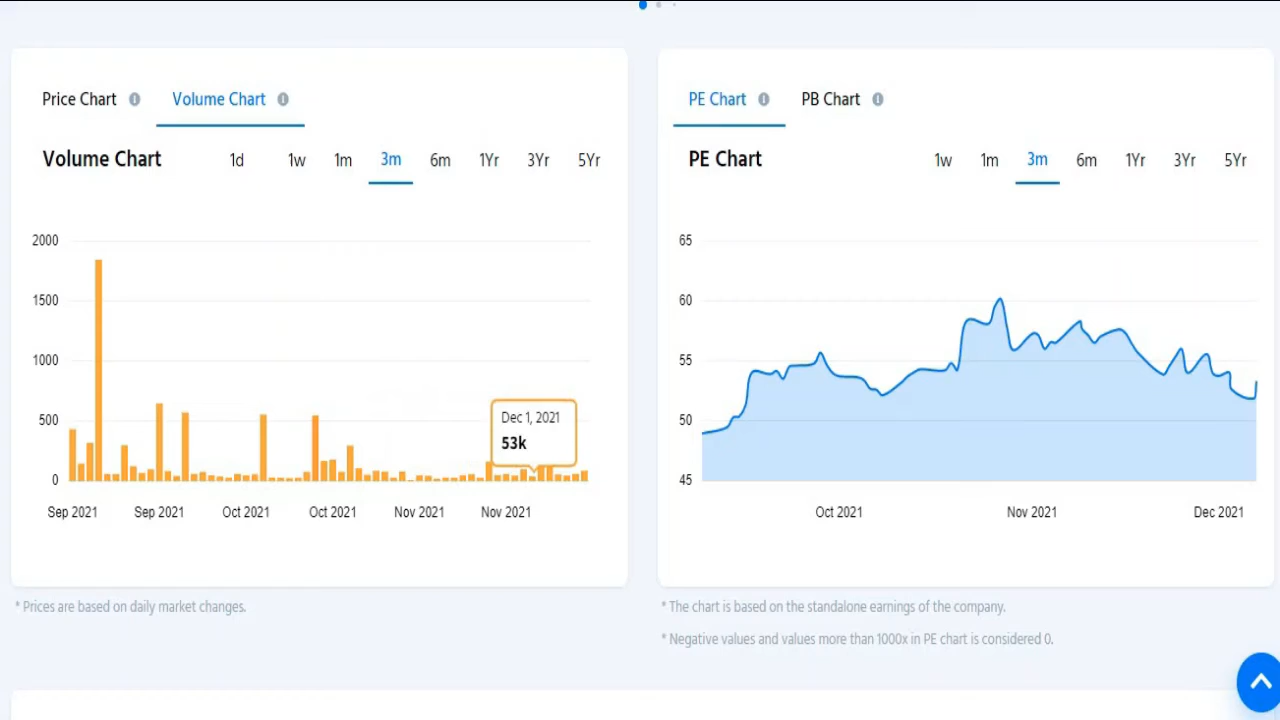 Price Chart
Volume Chart
Volume Chart 1d 1w 1m 3m 6m 1Yr 3Yr 5Yr
2000
1500
1000
500
0
Dec 1, 2021
53k
Sep 2021 Sep 2021 Oct 2021 Oct 2021 Nov 2021 Nov 2021
* Prices are based on daily market changes.
PE Chart
PB Chart
PE Chart 1w 1m 3m 6m 1Yr 3Yr 5Yr
65
60
55
50
45
Oct 2021 Nov 2021 Dec 2021
* The chart is based on the standalone earnings of the company.
* Negative values and values more than 1000x in PE chart is considered 0.